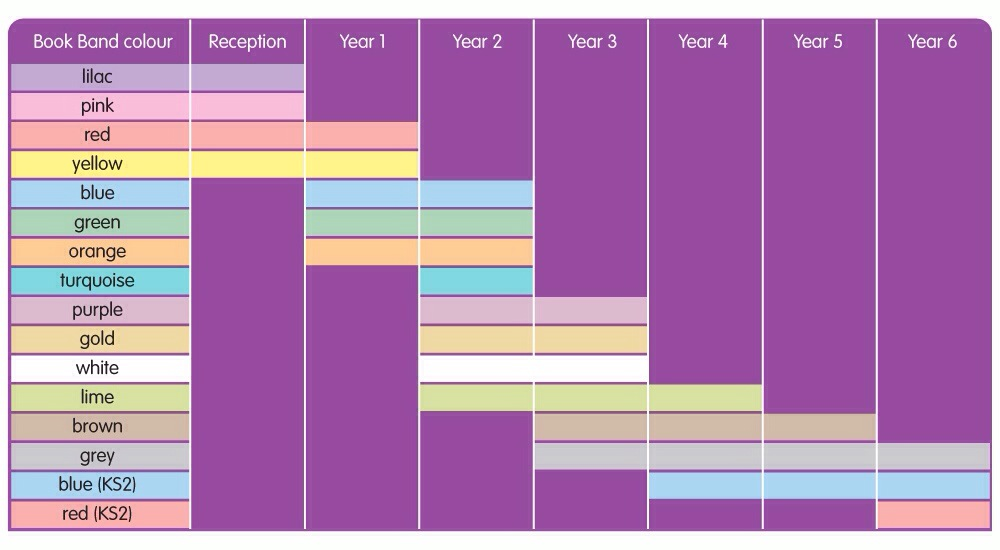 Book Band colour Reception Year 1 Year 2 Year 3 Year 4 Year 5 Year 6
lilac
pink
red
yellow
blue
green
orange
turquoise
purple
gold
white
lime
brown
grey
blue (KS2)
red (KS2)